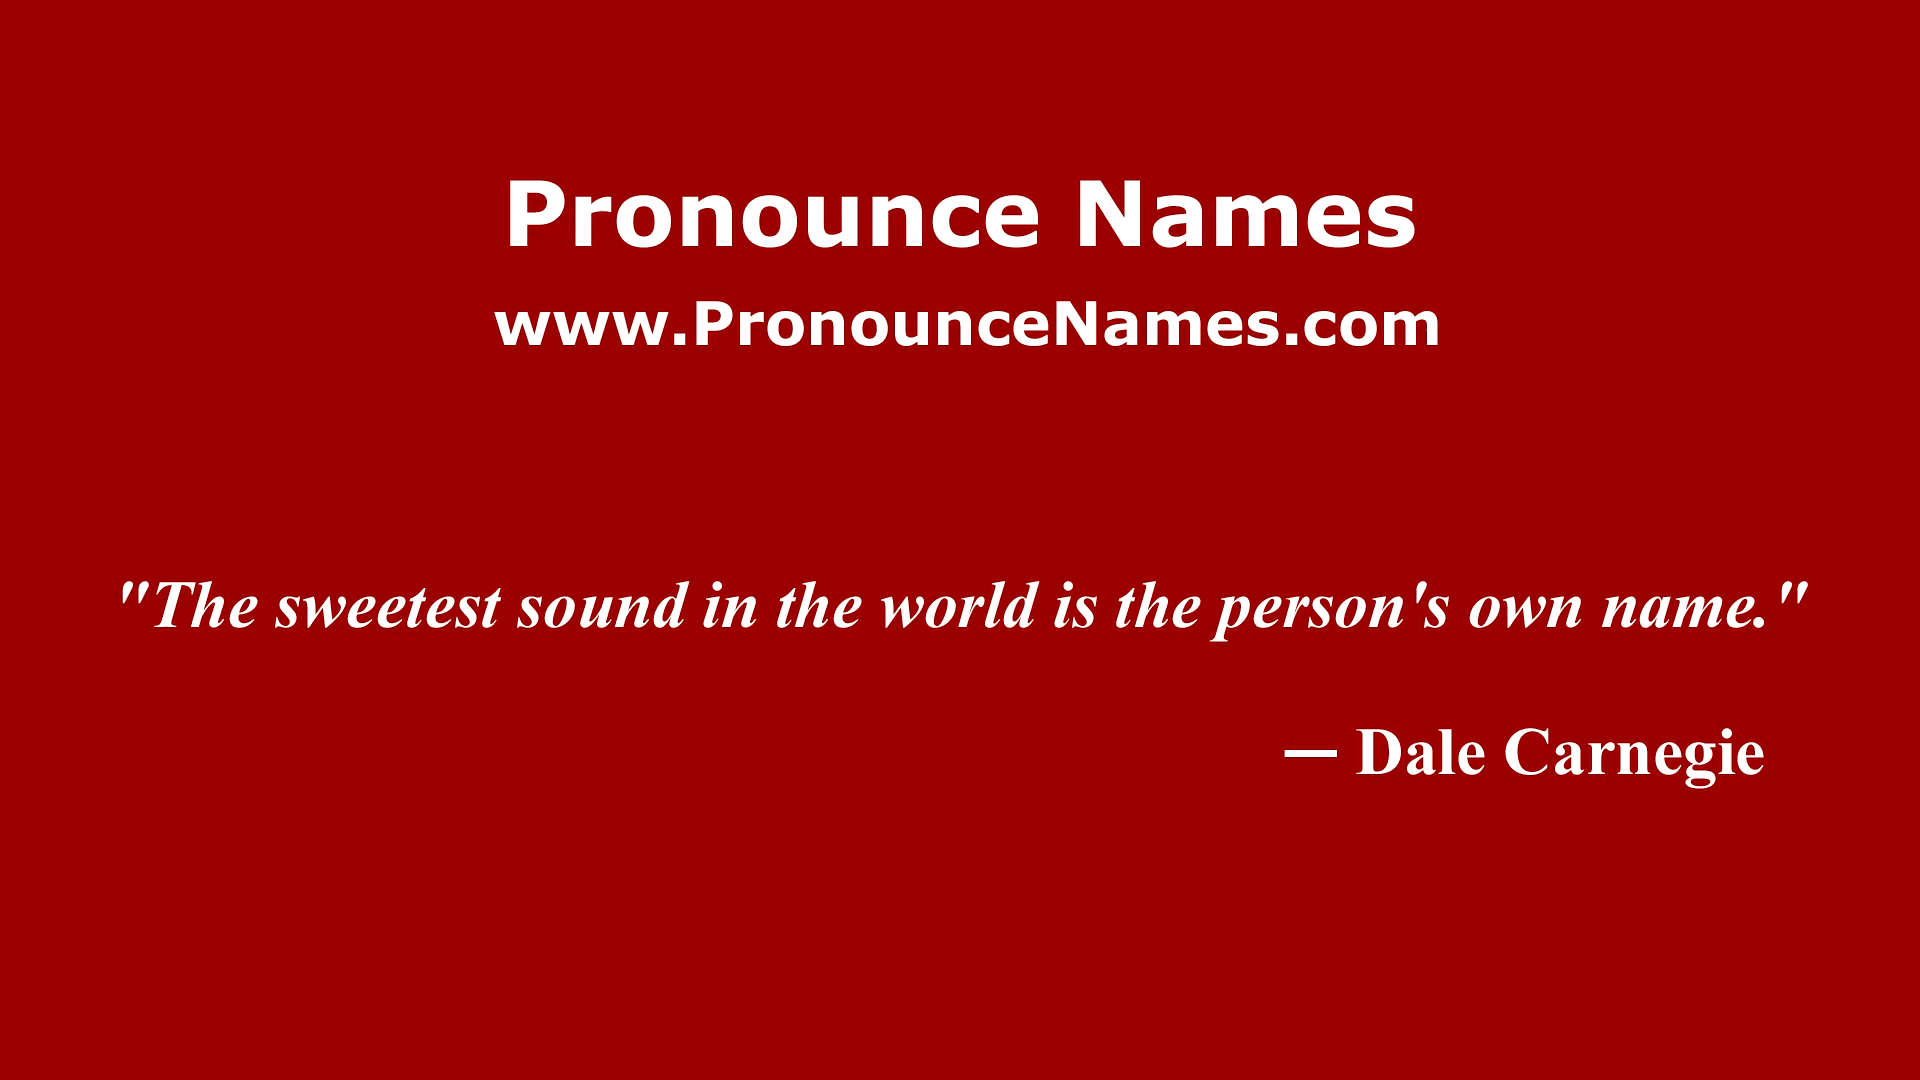 Pronounce Names
www.PronounceNames.com
"The sweetest sound in the world is the person's own name."
— Dale Carnegie